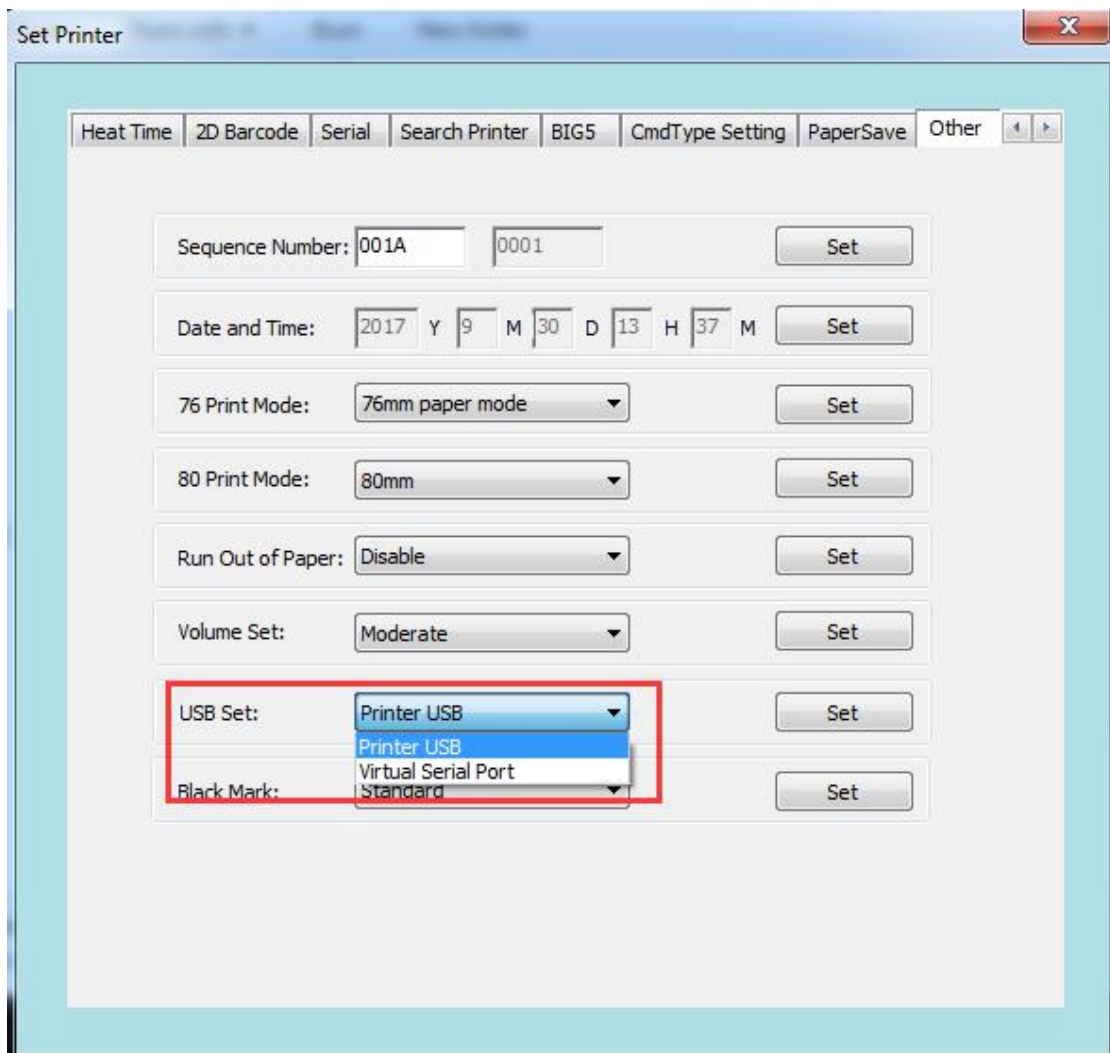 Set Printer
Heat Time 2D Barcode Serial Search Printer BIG5 CmdType Setting PaperSave Other
Sequence Number: 001A 0001 Set
Date and Time: 2017 Y 9 M 30 D 13 H 37 M Set
76 Print Mode: 76mm paper mode Set
80 Print Mode: 80mm Set
Run Out of Paper: Disable Set
Volume Set: Moderate Set
USB Set: Printer USB Set
Printer USB
Virtual Serial Port
Black Mark: Standard Set